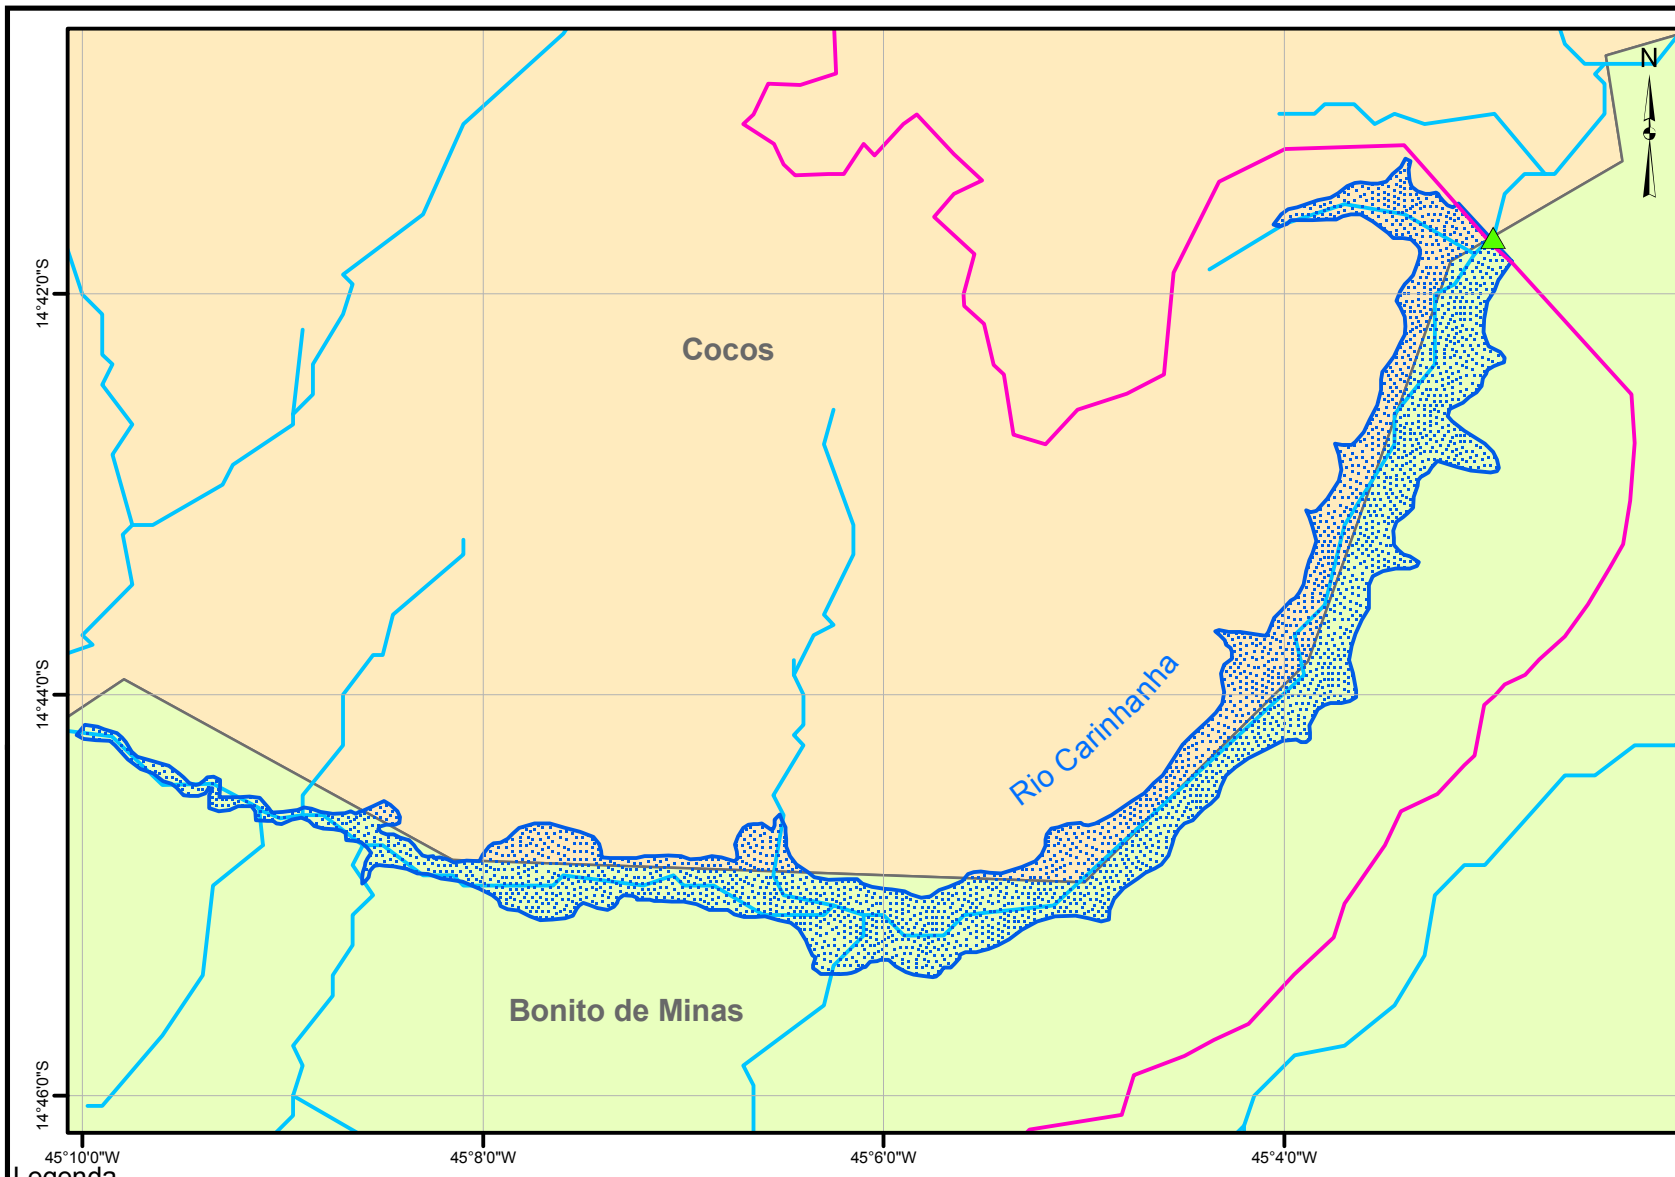 N
14°42'0"S
Cocos
14°44'0"S
Rio Carinhanha
Bonito de Minas
14°46'0"S
45°10'0"W 45°8'0"W 45°6'0"W 45°4'0"W
Legenda